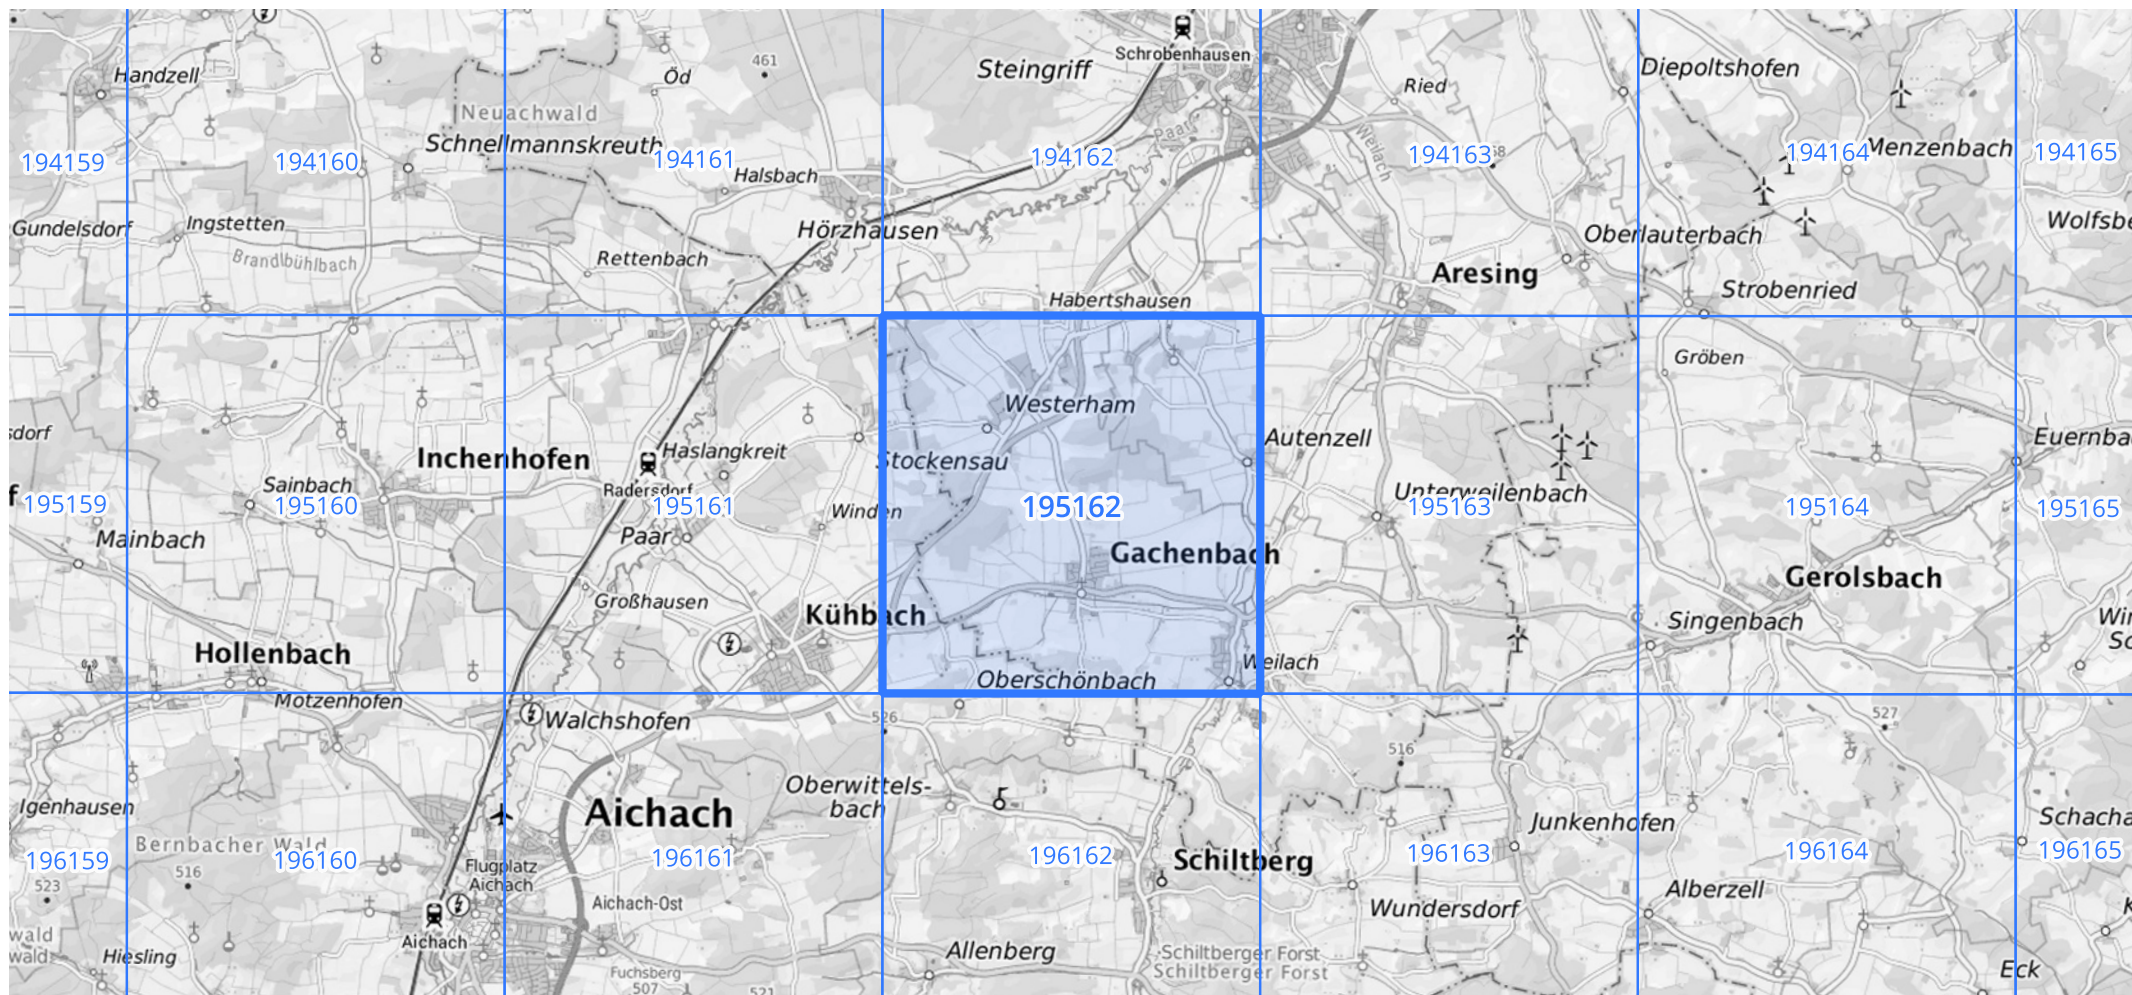 Schrobenhausen
Steingriff
Diepoltshofen
461
Handzell
Öd
Ried
Neuachwald
Paar
Weilach
Schnellmannskreuth
Menzenbach
194159
194160
194161
194162
194163
194164
194165
Halsbach
Gundelsdorf
Ingstetten
Hörzhausen
Oberlauterbach
Wolfsbe
Brandlbühlbach
Rettenbach
Aresing
Strobenried
Habertshausen
Gröben
Westerham
sdorf
Autenzell
Euernba
Inchenhofen
Haslangkreit
Stockensau
Sainbach
Radersdorf
Unterweilenbach
f
195159
195160
195161
195162
195163
195164
195165
Winden
Mainbach
Paar
Gachenbach
Gerolsbach
Großhausen
Kühbach
Singenbach
Win
Sc
Hollenbach
Weilach
Oberschönbach
Motzenhofen
Walchshofen
526
527
516
Oberwittels-
bach
Igenhausen
Aichach
Junkenhofen
Schacha
Bernbacher Wald
196159
196160
196161
196162
196163
196164
196165
Schiltberg
Flugplatz
Aichach
516
523
Alberzell
Aichach-Ost
Wundersdorf
K
wald
wald
Aichach
Allenberg
Schiltberger Forst
Schiltberger Forst
Hiesling
Fuchsberg
507
521
Eck